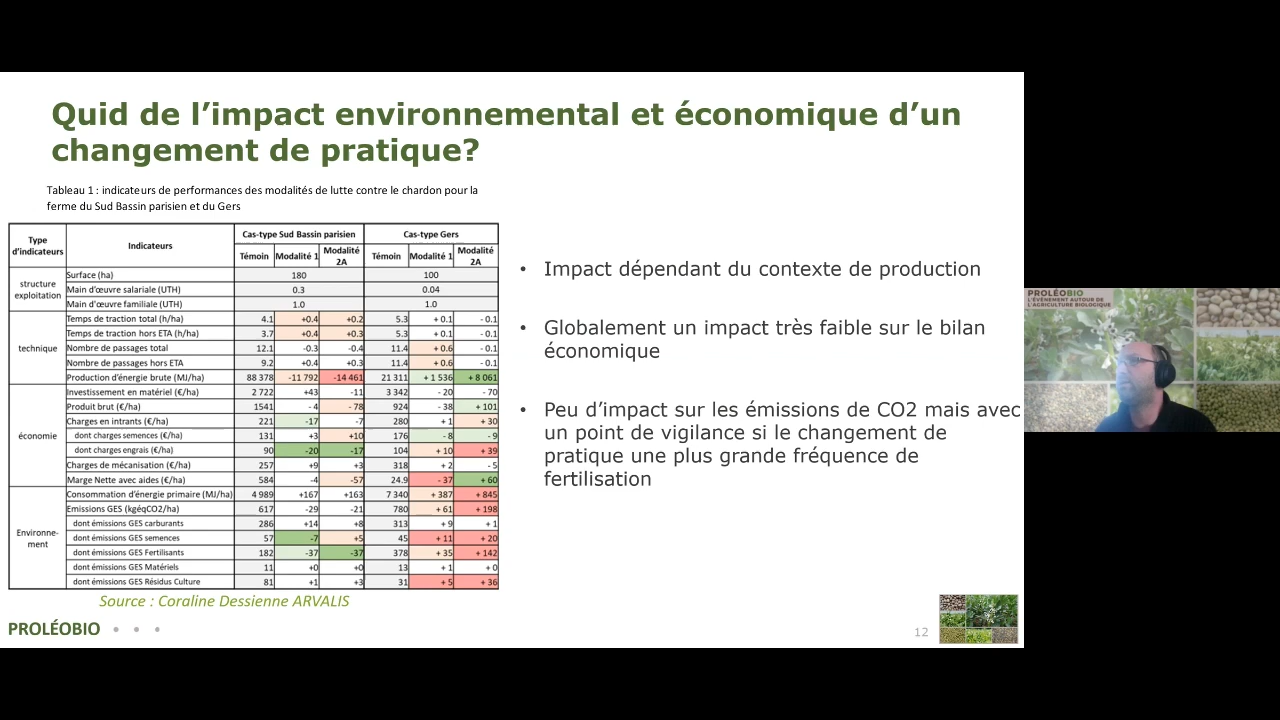 Quid de l’impact environnemental et économique d’un
changement de pratique?
Tableau 1 : indicateurs de performances des modalités de lutte contre le chardon pour la
ferme du Sud Bassin parisien et du Gers
Type d’indicateurs Indicateurs Cas-type Sud Bassin parisien Cas-type Gers
Témoin Modalité 1 Modalité 2A Témoin Modalité 1 Modalité 2A
structure exploitation
Surface (ha) 180 100
Main d’œuvre salariale (UTH) 0.3 0.04
Main d’œuvre familiale (UTH) 1.0 1.0
technique
Temps de traction total (h/ha) 4.1 +0.4 +0.2 5.3 + 0.1 - 0.1
Temps de traction hors ETA (h/ha) 3.7 +0.4 +0.3 5.3 + 0.1 - 0.1
Nombre de passages total 12.1 -0.3 -0.4 11.4 + 0.6 - 0.1
Nombre de passages hors ETA 9.2 +0.4 +0.3 11.4 + 0.6 - 0.1
Production d’énergie brute (MJ/ha) 88 378 -11 792 -14 461 21 311 + 1 536 + 8 061
économie
Investissement en matériel (€/ha) 2 722 +43 -11 3 342 - 20 - 70
Produit brut (€/ha) 1541 - 4 - 78 924 - 38 + 101
Charges en intrants (€/ha) 221 -17 -7 280 + 1 + 30
dont charges semences (€/ha) 131 +3 +10 176 - 8 - 9
dont charges engrais (€/ha) 90 -20 -17 104 + 10 + 39
Charges de mécanisation (€/ha) 257 +9 +3 318 + 2 - 5
Marge Nette avec aides (€/ha) 584 -4 -57 24.9 - 37 + 60
Environne-
ment
Consommation d’énergie primaire (MJ/ha) 4 989 +167 +163 7 340 + 387 + 845
Emissions GES (kgéqCO2/ha) 617 -29 -21 780 + 61 + 198
dont émissions GES carburants 286 +14 +8 313 + 9 + 1
dont émissions GES semences 57 -7 +5 45 + 11 + 20
dont émissions GES Fertilisants 182 -37 -37 378 + 35 + 142
dont émissions GES Matériels 11 +0 +0 13 + 1 + 0
dont émissions GES Résidus Culture 81 +1 +3 31 + 5 + 36
Source : Coraline Dessienne ARVALIS
• Impact dépendant du contexte de production
• Globalement un impact très faible sur le bilan
économique
• Peu d’impact sur les émissions de CO2 mais avec
un point de vigilance si le changement de
pratique une plus grande fréquence de
fertilisation
PROLÉOBIO • • •
12
PROLÉOBIO
L’ÉVÉNEMENT AUTOUR DE
L’AGRICULTURE BIOLOGIQUE